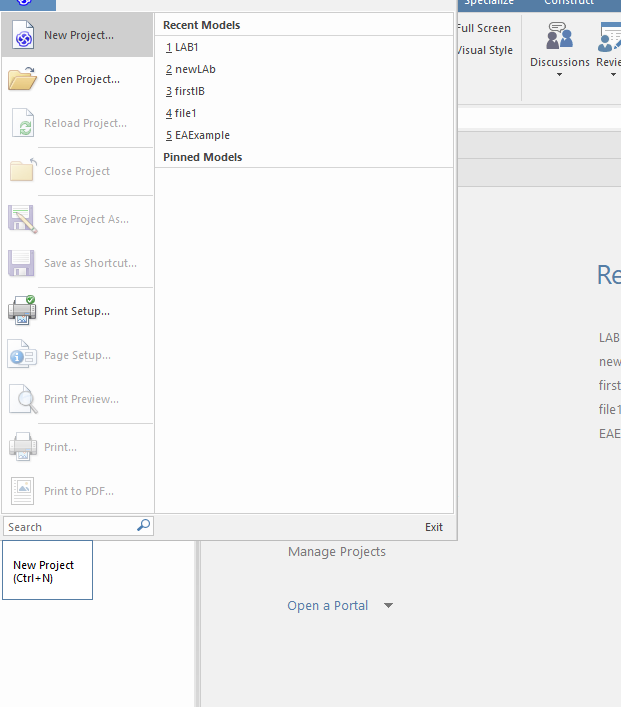 Specialize
Construct
New Project...
Open Project...
Reload Project...
Close Project
Save Project As...
Save as Shortcut...
Print Setup...
Page Setup...
Print Preview...
Print...
Print to PDF...
Search
Recent Models
1 LAB1
2 newLAb
3 firstlB
4 file1
5 EAExample
Pinned Models
Exit
Full Screen
Visual Style
Discussions
Revie
New Project
(Ctrl+N)
Manage Projects
Open a Portal
Re
LAB
new
first
file1
EAE